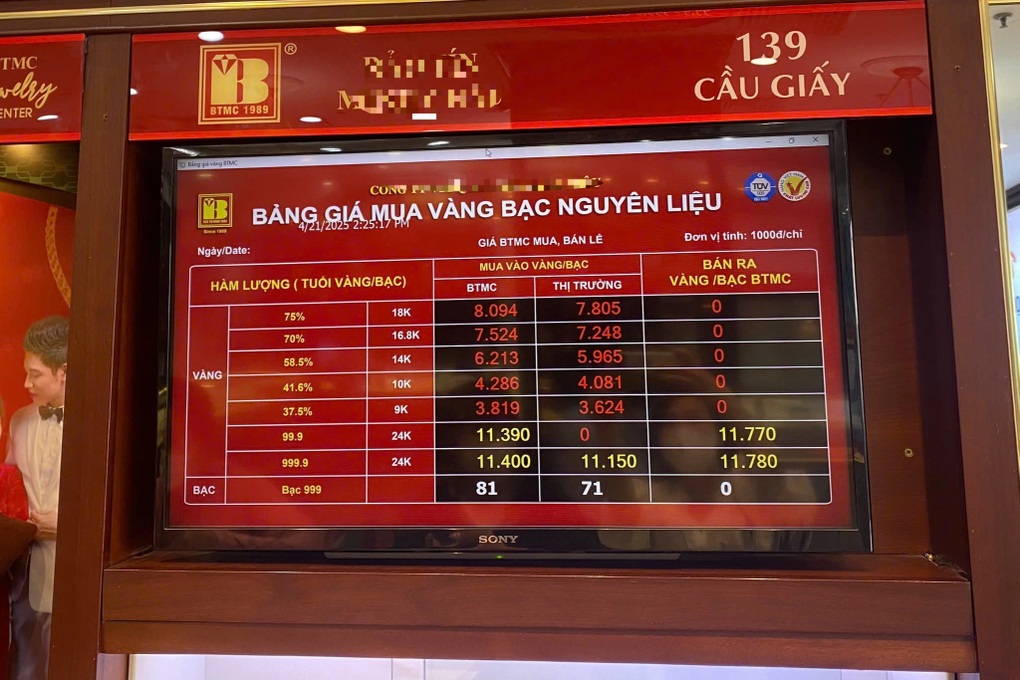 TMC
welry
ENTER
BTMC 1989
®
139
CẦU GIẤY
Bảng giá vàng BTMC
Since 1989
BẢNG GIÁ MUA VÀNG BẠC NGUYÊN LIỆU
4/21/2025 2:25:17 PM
Ngày/Date:
GIÁ BTMC MUA, BÁN LẺ
Đơn vị tính: 1000đ/chỉ
HÀM LƯỢNG ( TUỔI VÀNG/BẠC) MUA VÀO VÀNG/BẠC BÁN RA VÀNG /BẠC BTMC
BTMC THỊ TRƯỜNG
VÀNG
75% 18K 8.094 7.805 0
70% 16.8K 7.524 7.248 0
58.5% 14K 6.213 5.965 0
41.6% 10K 4.286 4.081 0
37.5% 9K 3.819 3.624 0
99.9 24K 11.390 0 11.770
999.9 24K 11.400 11.150 11.780
BẠC Bạc 999 81 71 0
SONY